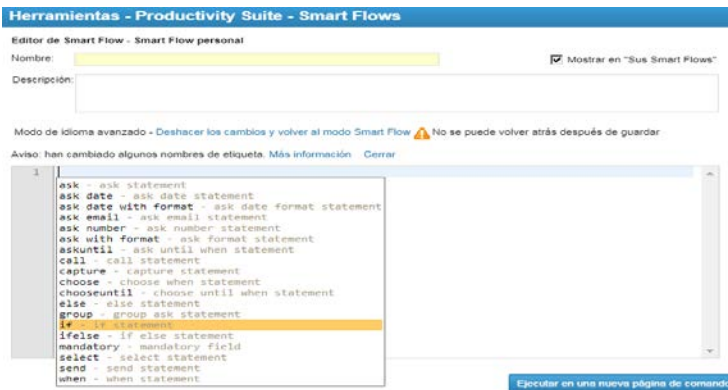 Herramientas - Productivity Suite - Smart Flows
Editor de Smart Flow - Smart Flow personal
Nombre:
Mostrar en "Sus Smart Flows"
Descripción:
Modo de idioma avanzado - Deshacer los cambios y volver al modo Smart Flow No se puede volver atrás después de guardar
Aviso: han cambiado algunos nombres de etiqueta. Más información Cerrar
1
ask - ask statement
ask date - ask date statement
ask date with format - ask date format statement
ask email - ask email statement
ask number - ask number statement
ask with format - ask format statement
askuntil - ask until when statement
call - call statement
capture - capture statement
choose - choose when statement
chooseuntil - choose until when statement
else - else statement
group - group ask statement
if - if statement
ifelse - if else statement
mandatory - mandatory field
select - select statement
send - send statement
when - when statement
Ejecutar en una nueva página de comando